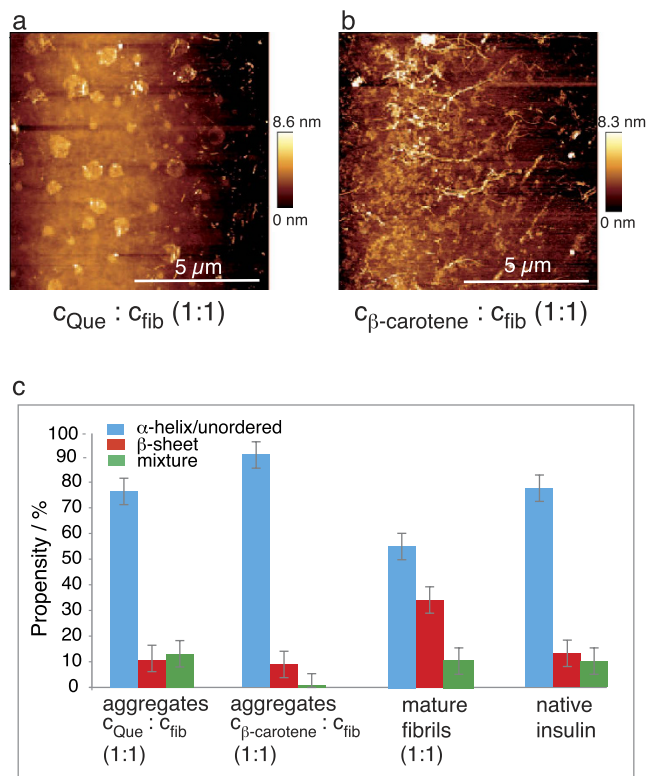 a
8.6 nm
0 nm
5 µm
cQue : cfib (1:1)
b
8.3 nm
0 nm
5 µm
cβ-carotene : cfib (1:1)
c
α-helix/unordered
β-sheet
mixture
Propensity / %
100
90
80
70
60
50
40
30
20
10
0
aggregates
cQue : cfib
(1:1)
aggregates
cβ-carotene : cfib
(1:1)
mature
fibrils
(1:1)
native
insulin